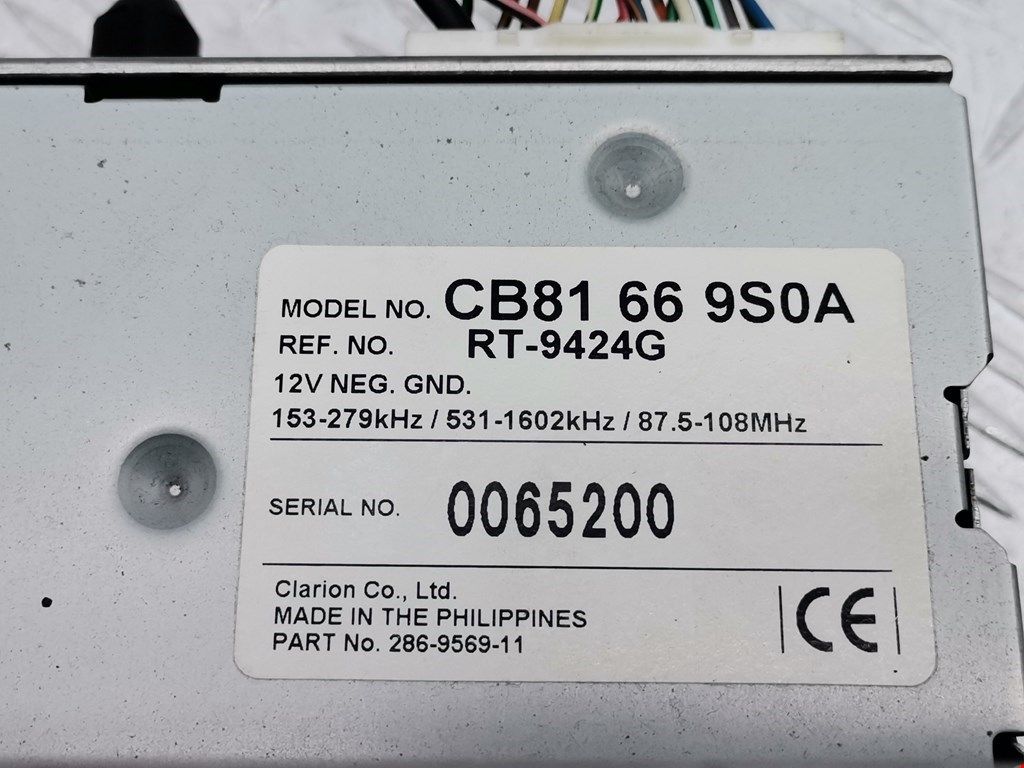 MODEL NO. CB81 66 9S0A
REF. NO. RT-9424G
12V NEG. GND.
153-279kHz / 531-1602kHz / 87.5-108MHz
SERIAL NO. 0065200
Clarion Co., Ltd.
MADE IN THE PHILIPPINES
PART No. 286-9569-11
CE